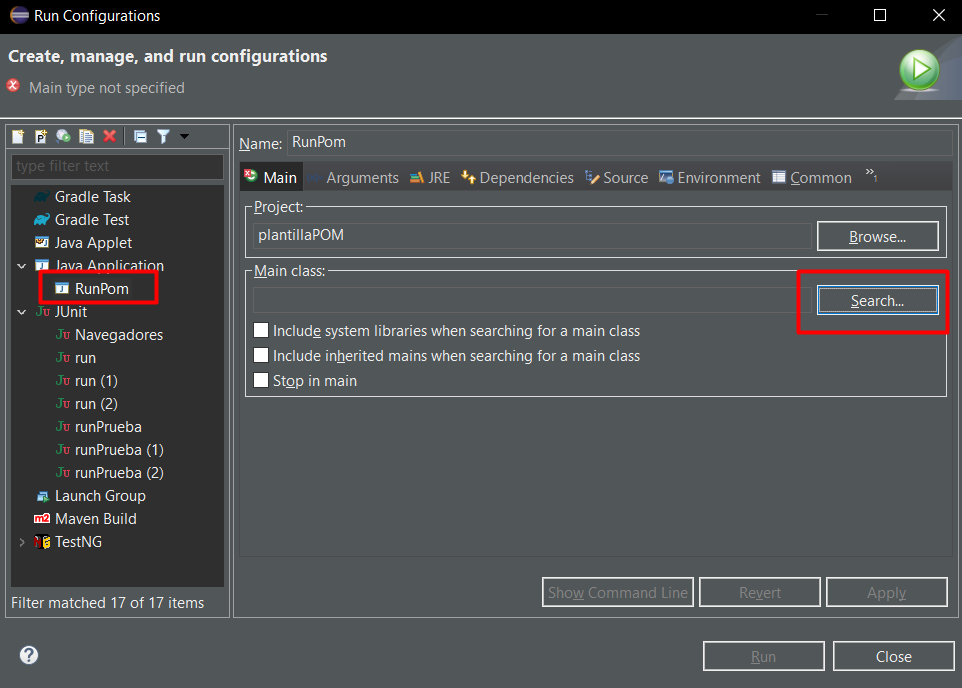 Run Configurations
Create, manage, and run configurations
Main type not specified
type filter text
Gradle Task
Gradle Test
Java Applet
Java Application
RunPom
JUnit
Navegadores
run
run (1)
run (2)
runPrueba
runPrueba (1)
runPrueba (2)
Launch Group
Maven Build
TestNG
Filter matched 17 of 17 items
Name: RunPom
Main Arguments JRE Dependencies Source Environment Common »1
Project:
plantillaPOM Browse...
Main class:
Search...
Include system libraries when searching for a main class
Include inherited mains when searching for a main class
Stop in main
Show Command Line Revert Apply
Run Close